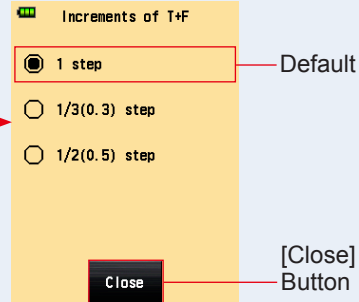 Increments of T+F
1 step
Default
1/3(0.3) step
1/2(0.5) step
Close
[Close]
Button